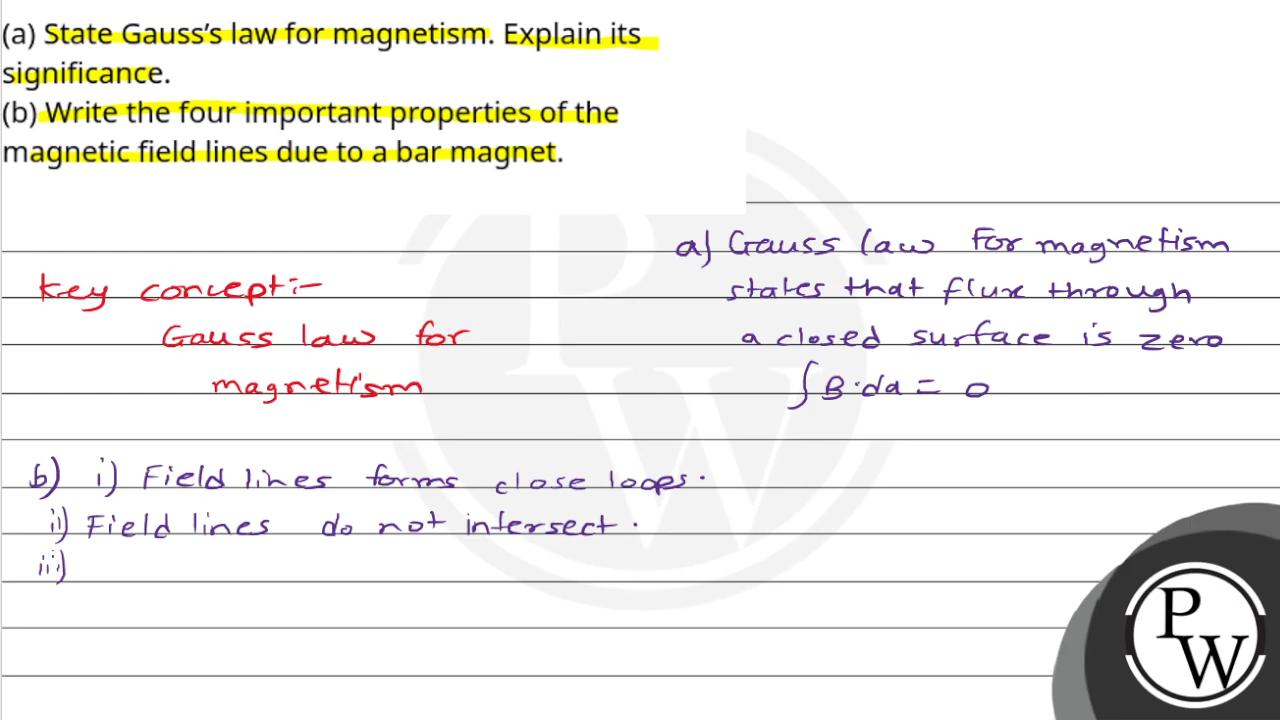 (a) State Gauss’s law for magnetism. Explain its
significance.
(b) Write the four important properties of the
magnetic field lines due to a bar magnet.
Key concept:-
Gauss law for
magnetism
a) Gauss law For magnetism
states that flux through
a closed surface is zero
∫ B·da = 0
b) i) Field lines forms close loops.
ii) Field lines do not intersect.
iii)
P
W